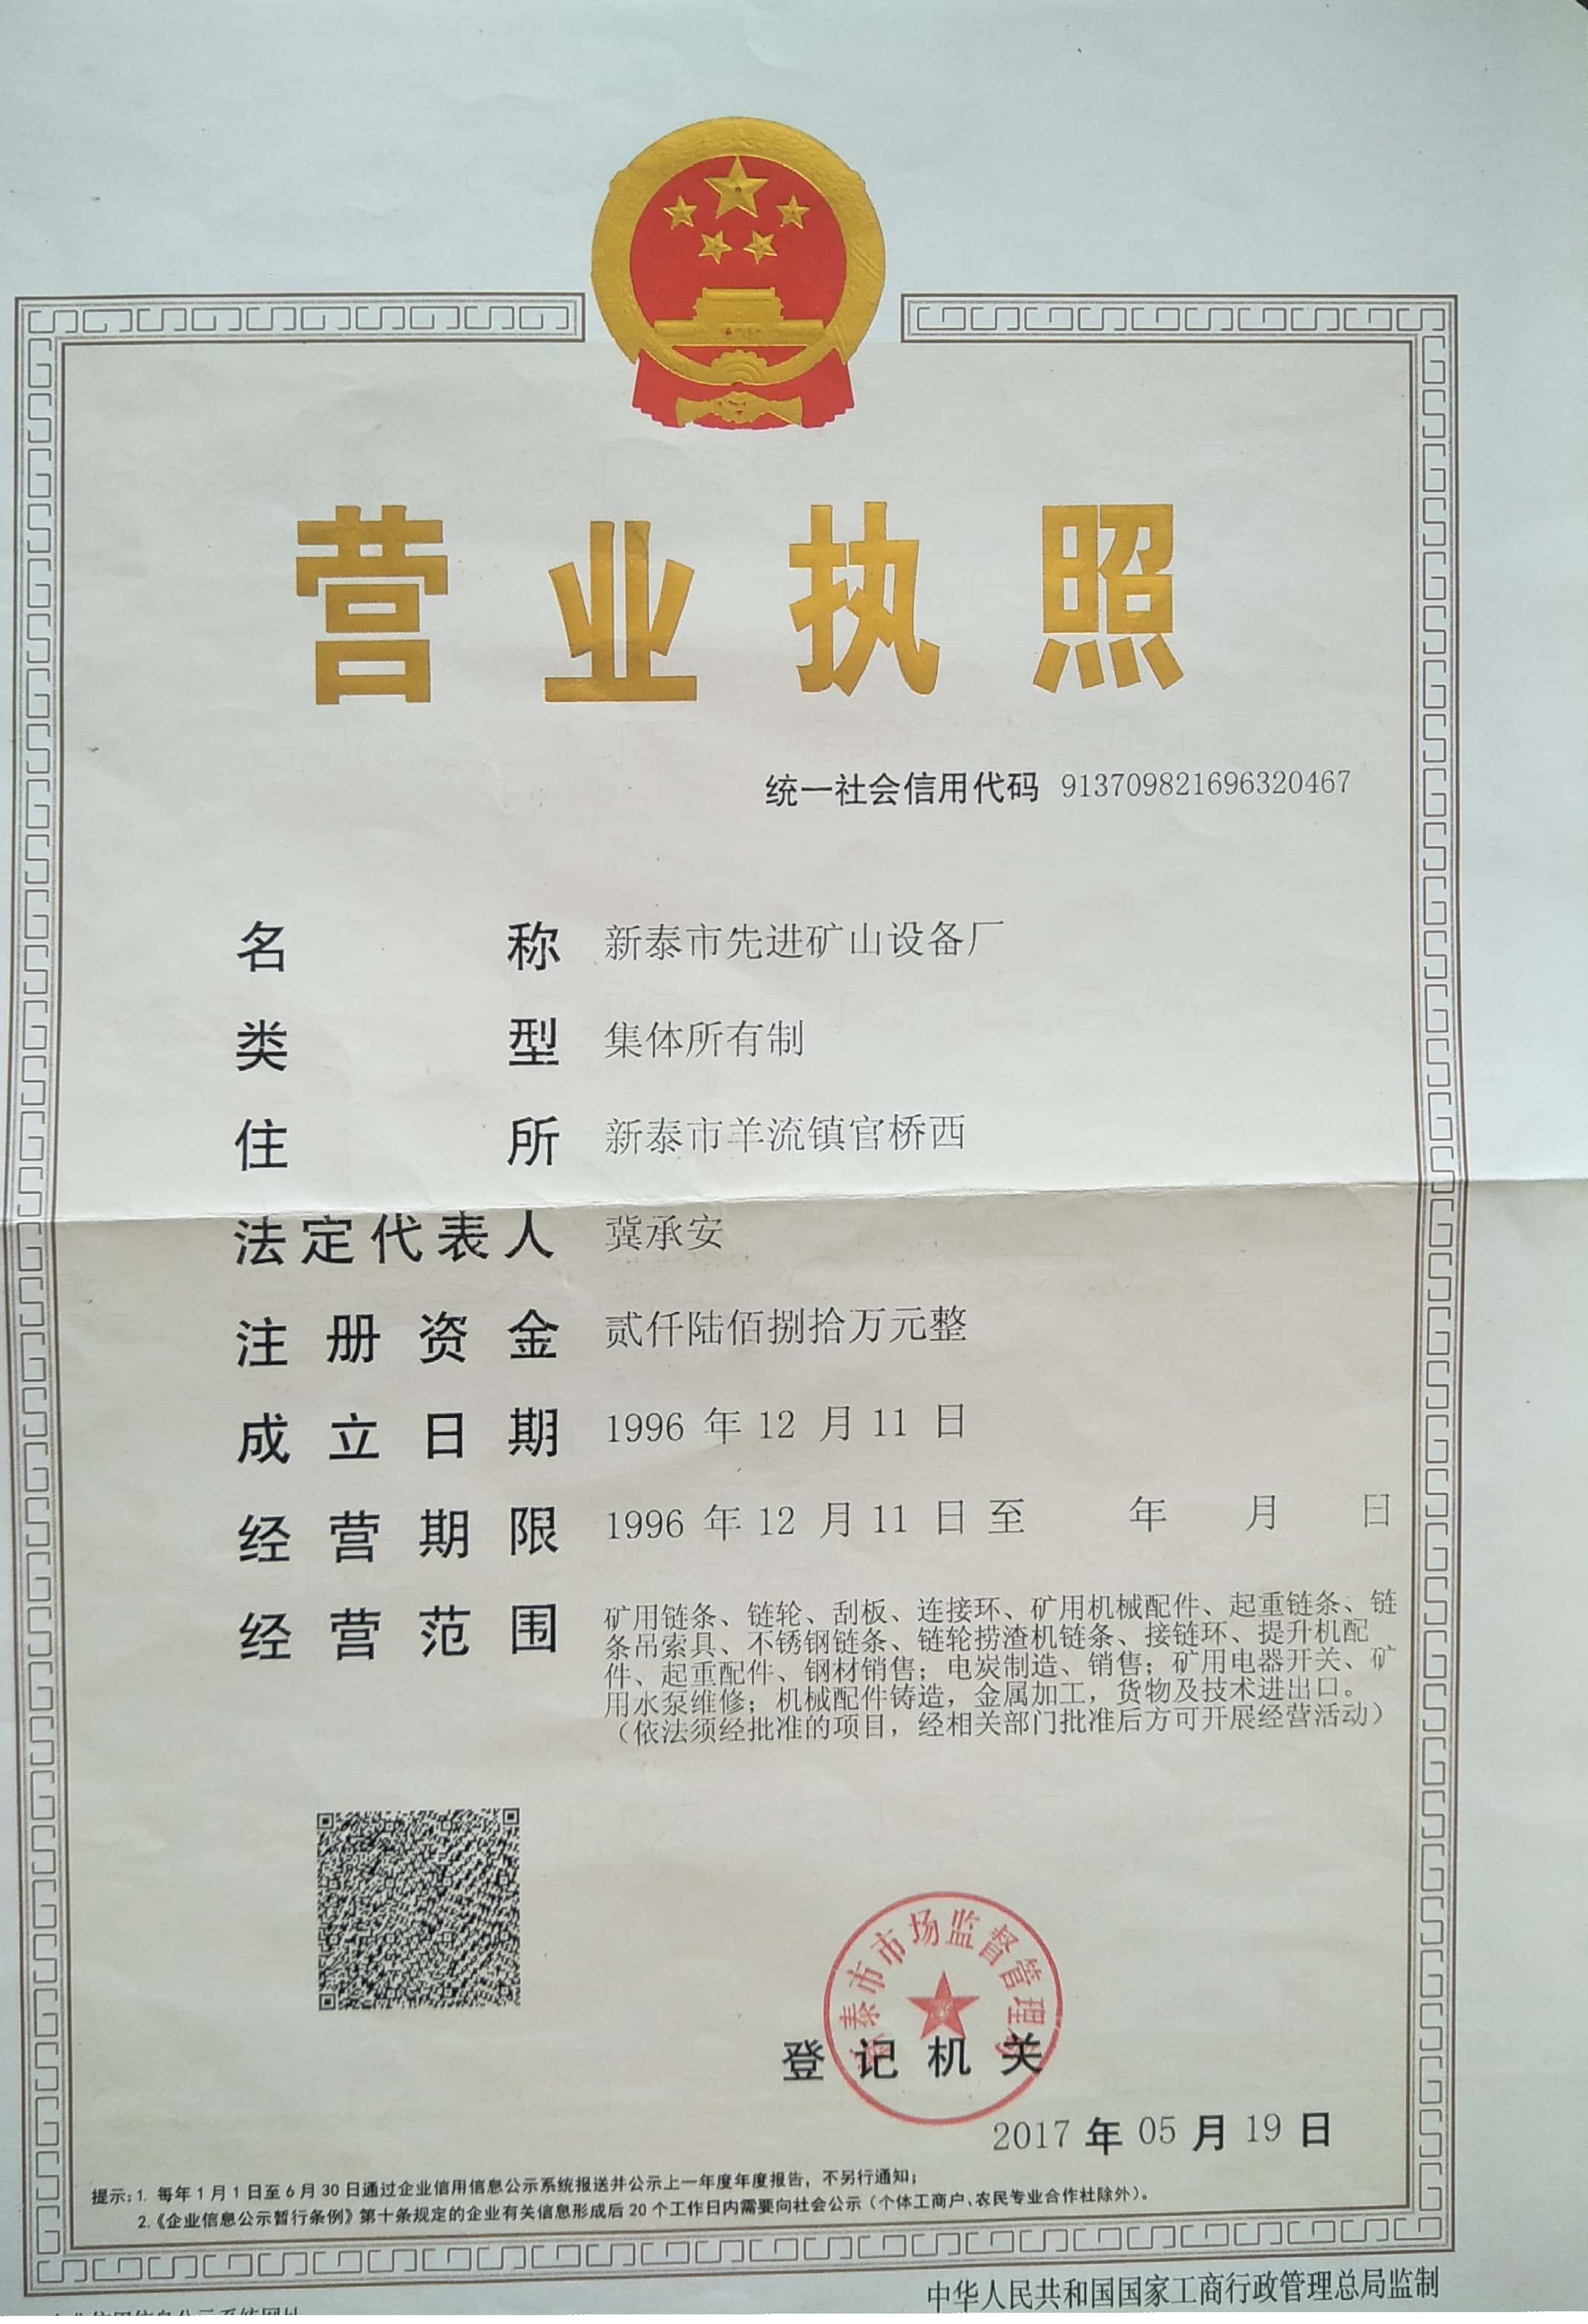 营业执照
统一社会信用代码 913709821696320467
名称 新泰市先进矿山设备厂
类型 集体所有制
住所 新泰市羊流镇官桥西
法定代表人 冀承安
注册资金 贰仟陆佰捌拾万元整
成立日期 1996 年 12 月 11 日
经营期限 1996 年 12 月 11 日 至 年 月 日
经营范围 矿用链条、链轮、刮板、连接环、矿用机械配件、起重链条、链
条吊索具、不锈钢链条、链轮捞渣机链条、接链环、提升机配
件、起重配件、钢材销售；电炭制造、销售；矿用电器开关、矿
用水泵维修；机械配件铸造，金属加工，货物及技术进出口。
（依法须经批准的项目，经相关部门批准后方可开展经营活动）
新泰市市场监督管理局
登记机关
2017 年 05 月 19 日
提示：1. 每年1月1日至6月30日通过企业信用信息公示系统报送并公示上一年度年度报告，不另行通知；
2.《企业信息公示暂行条例》第十条规定的企业有关信息形成后20个工作日内需要向社会公示（个体工商户、农民专业合作社除外）。
中华人民共和国国家工商行政管理总局监制